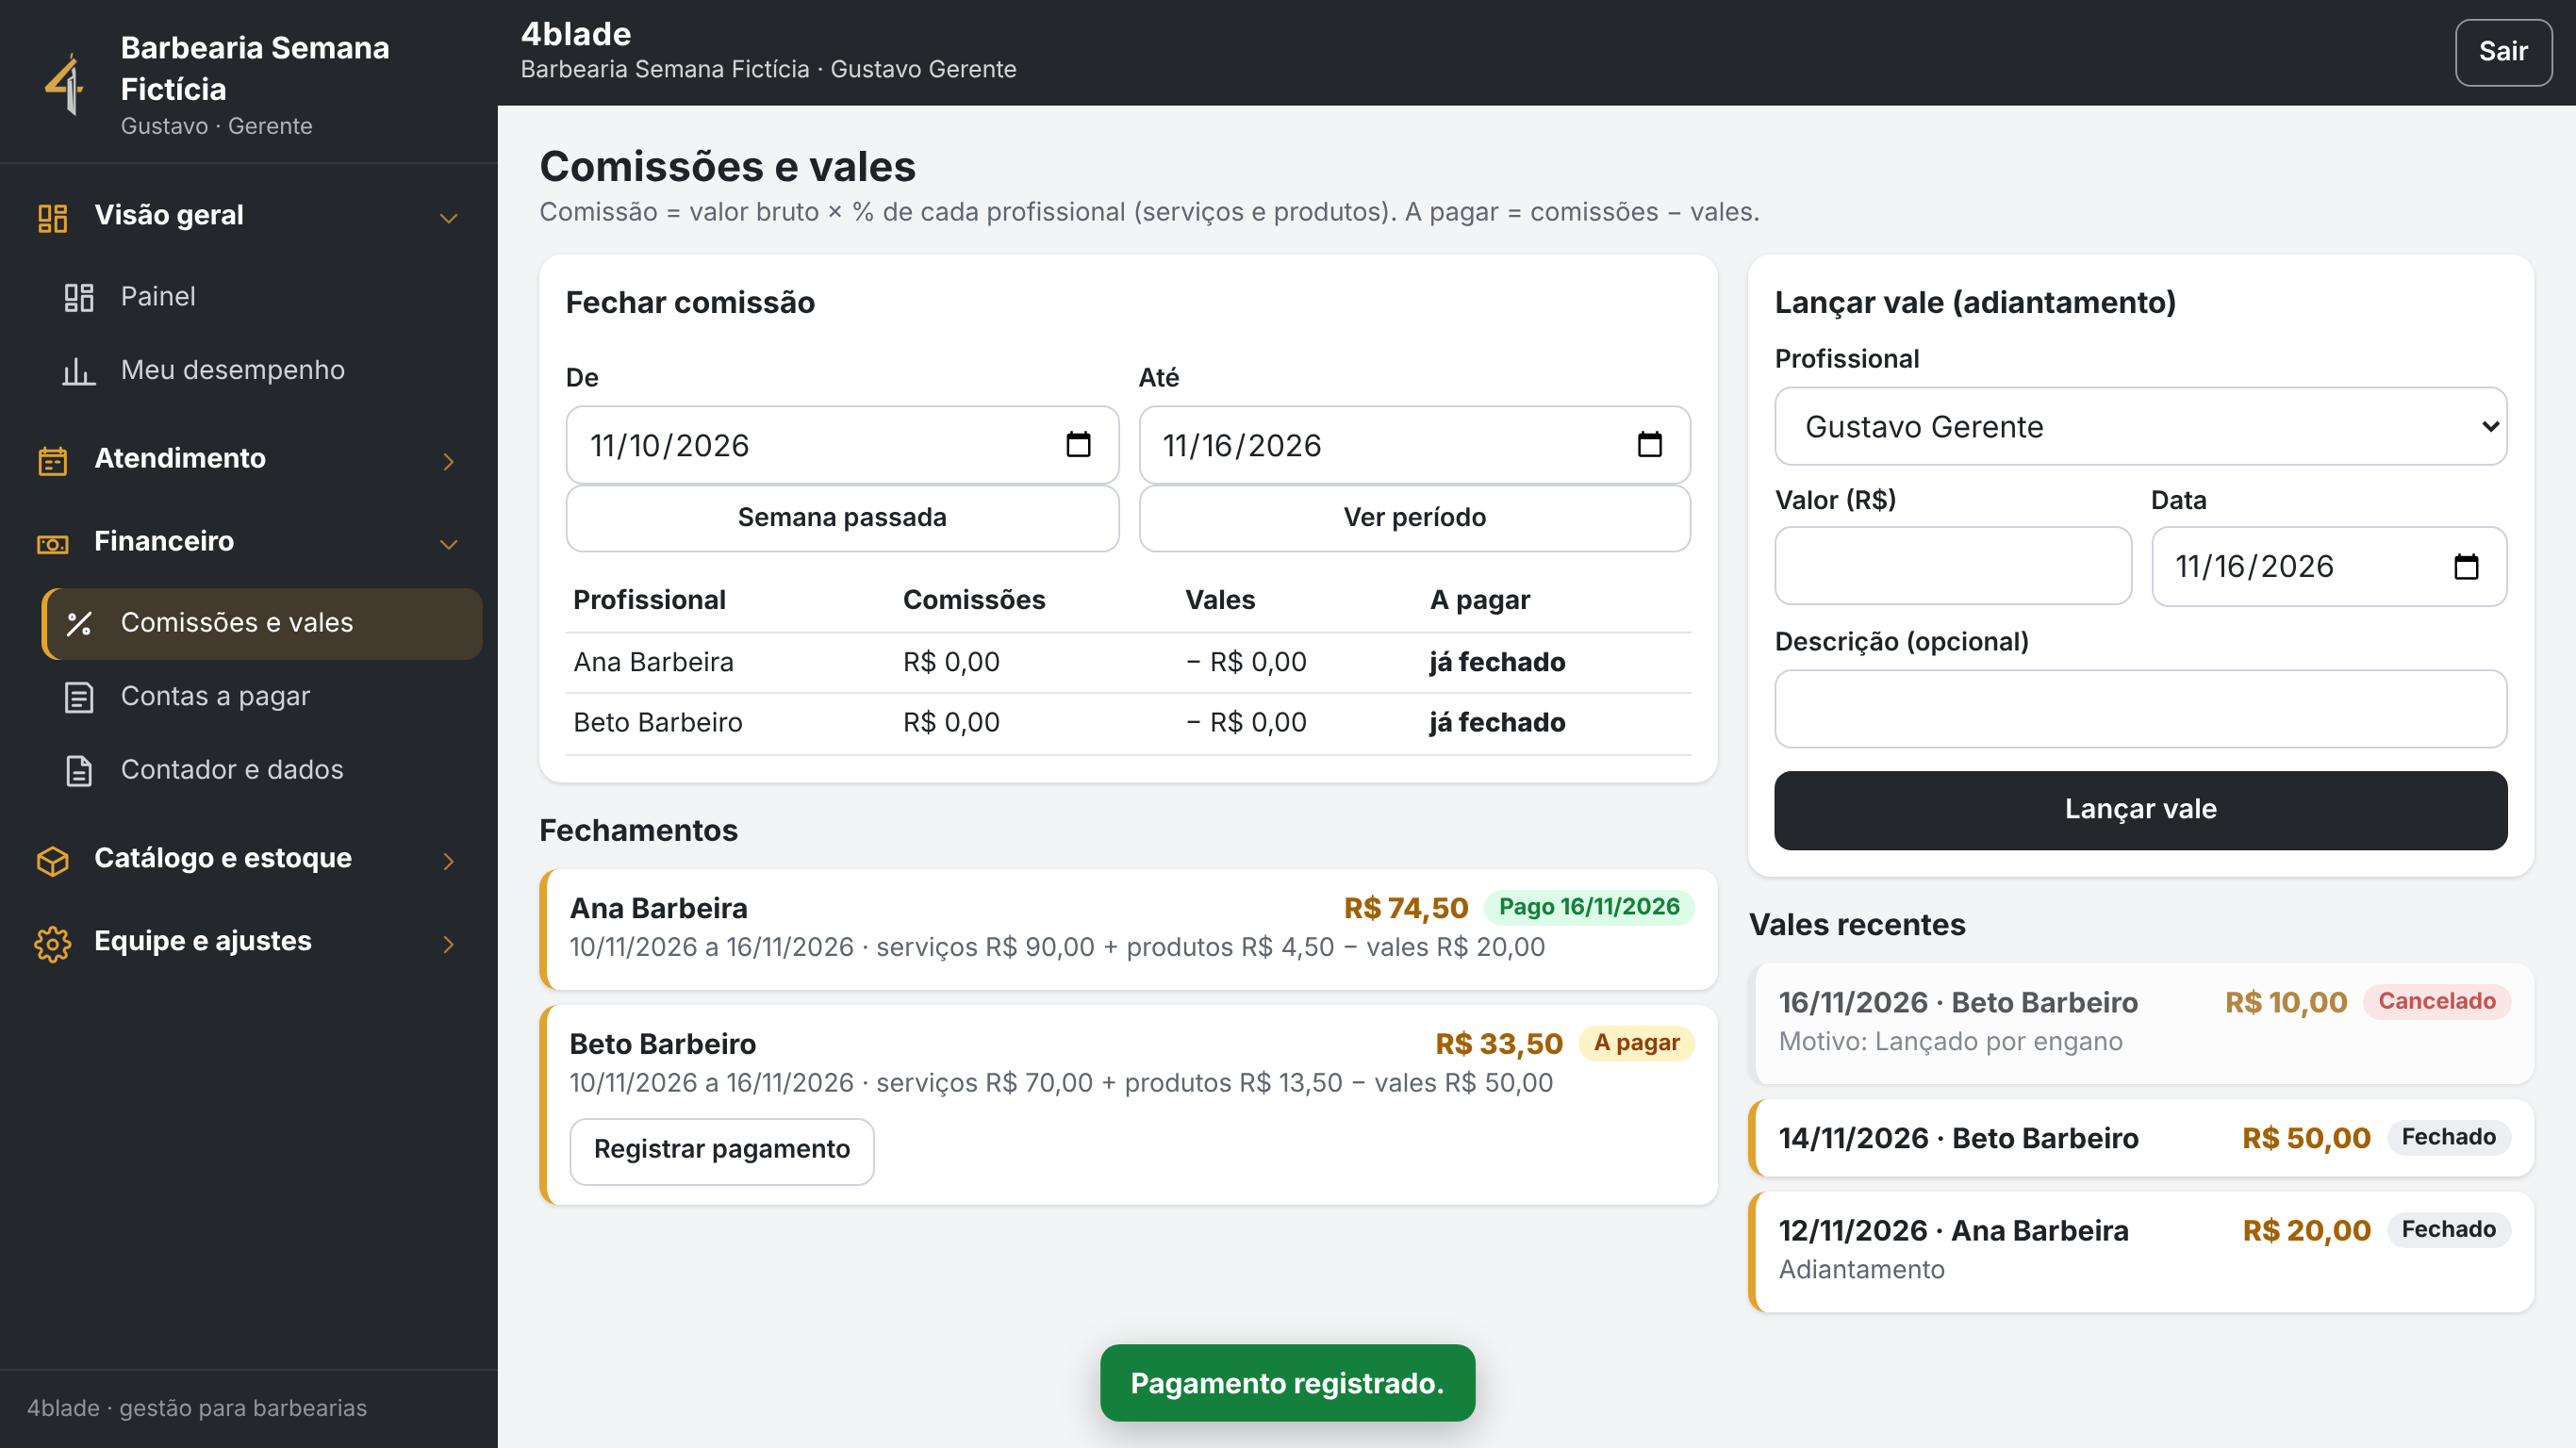 Barbearia Semana
Fictícia
Gustavo · Gerente
Visão geral
Painel
Meu desempenho
Atendimento
Financeiro
Comissões e vales
Contas a pagar
Contador e dados
Catálogo e estoque
Equipe e ajustes
4blade · gestão para barbearias
4blade
Barbearia Semana Fictícia · Gustavo Gerente
Sair
Comissões e vales
Comissão = valor bruto × % de cada profissional (serviços e produtos). A pagar = comissões − vales.
Fechar comissão
De
Até
11/10/2026
11/16/2026
Semana passada
Ver período
Profissional Comissões Vales A pagar
Ana Barbeira R$ 0,00 − R$ 0,00 já fechado
Beto Barbeiro R$ 0,00 − R$ 0,00 já fechado
Fechamentos
Ana Barbeira R$ 74,50 Pago 16/11/2026
10/11/2026 a 16/11/2026 · serviços R$ 90,00 + produtos R$ 4,50 − vales R$ 20,00
Beto Barbeiro R$ 33,50 A pagar
10/11/2026 a 16/11/2026 · serviços R$ 70,00 + produtos R$ 13,50 − vales R$ 50,00
Registrar pagamento
Lançar vale (adiantamento)
Profissional
Gustavo Gerente
Valor (R$)
Data
11/16/2026
Descrição (opcional)
Lançar vale
Vales recentes
16/11/2026 · Beto Barbeiro R$ 10,00 Cancelado
Motivo: Lançado por engano
14/11/2026 · Beto Barbeiro R$ 50,00 Fechado
12/11/2026 · Ana Barbeira R$ 20,00 Fechado
Adiantamento
Pagamento registrado.